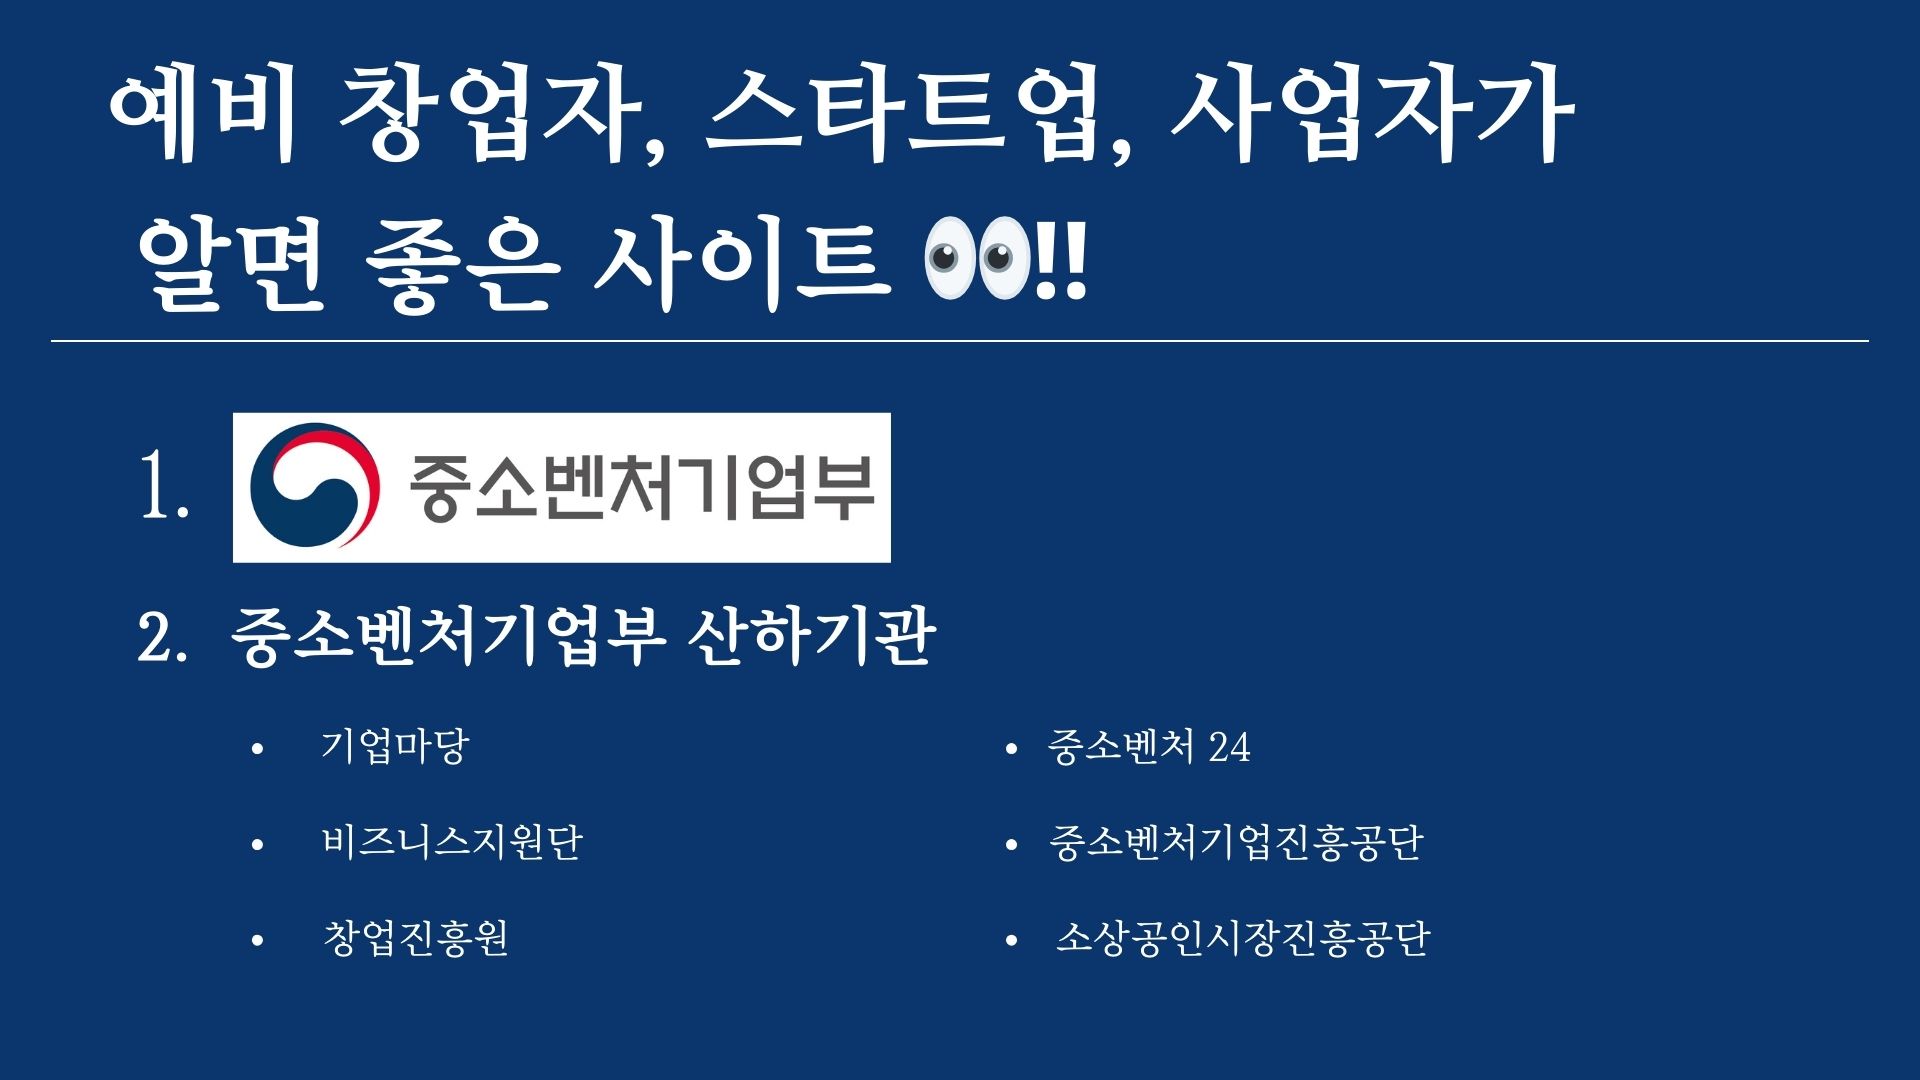 예비 창업자, 스타트업, 사업자가
알면 좋은 사이트 👀!!
1. 중소벤처기업부
2. 중소벤처기업부 산하기관
• 기업마당
• 비즈니스지원단
• 창업진흥원
• 중소벤처 24
• 중소벤처기업진흥공단
• 소상공인시장진흥공단